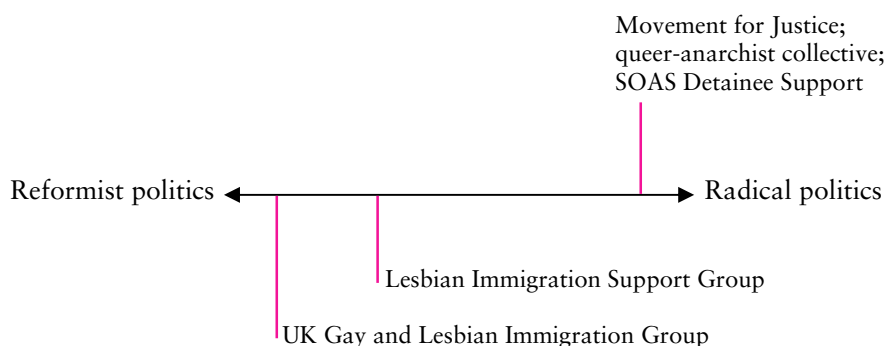 Movement for Justice;
queer-anarchist collective;
SOAS Detainee Support
Reformist politics
Radical politics
Lesbian Immigration Support Group
UK Gay and Lesbian Immigration Group